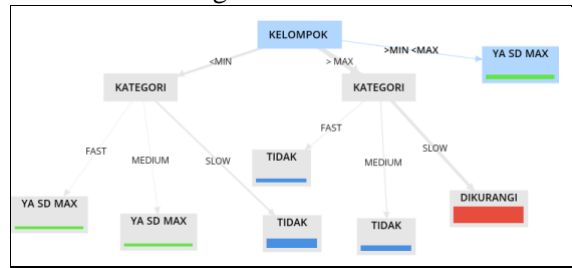 KELOMPOK
<MIN
> MAX
>MIN <MAX
YA SD MAX
KATEGORI
KATEGORI
FAST
MEDIUM
SLOW
FAST
MEDIUM
SLOW
TIDAK
YA SD MAX
YA SD MAX
TIDAK
TIDAK
DIKURANGI